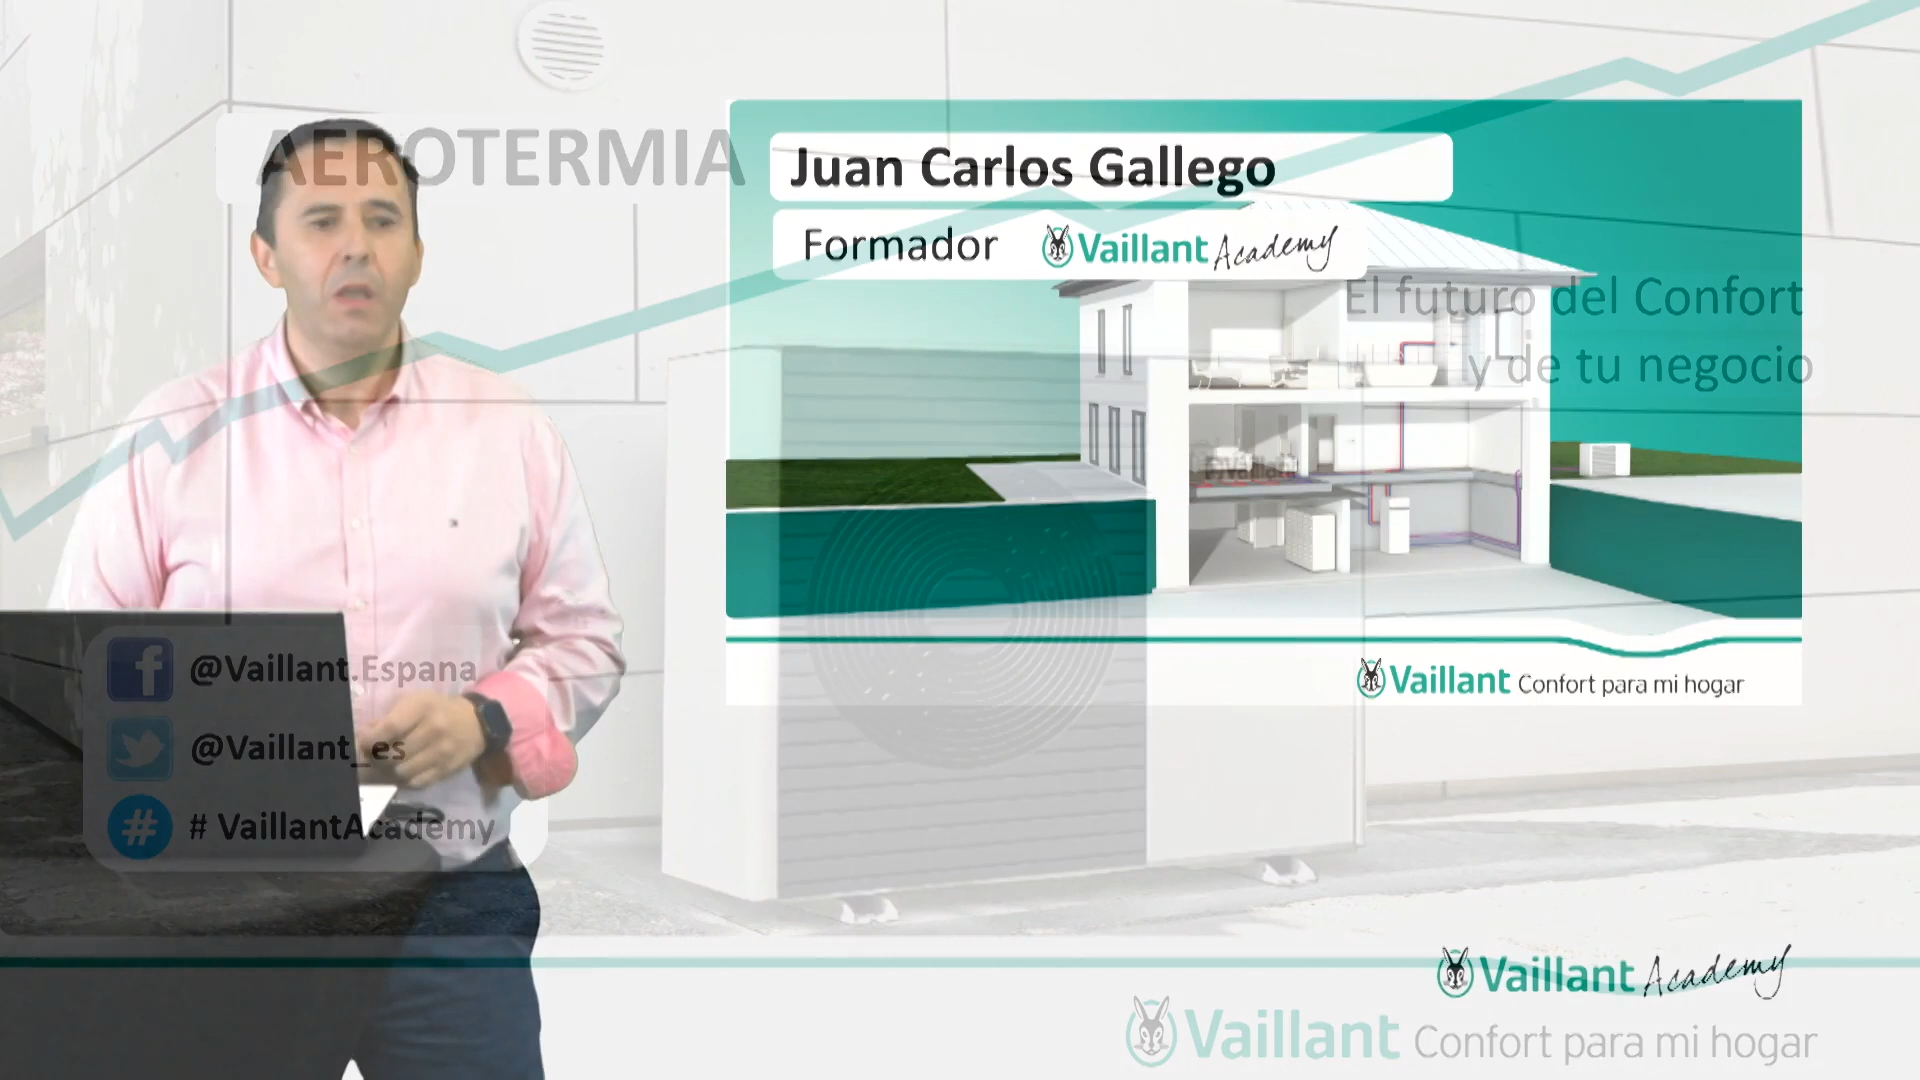 AEROTERMIA
Juan Carlos Gallego
Formador Vaillant Academy
El futuro del Confort
y de tu negocio
Vaillant
Vaillant Confort para mi hogar
@Vaillant.Espana
@Vaillant_es
# VaillantAcademy
Vaillant Academy
Vaillant Confort para mi hogar